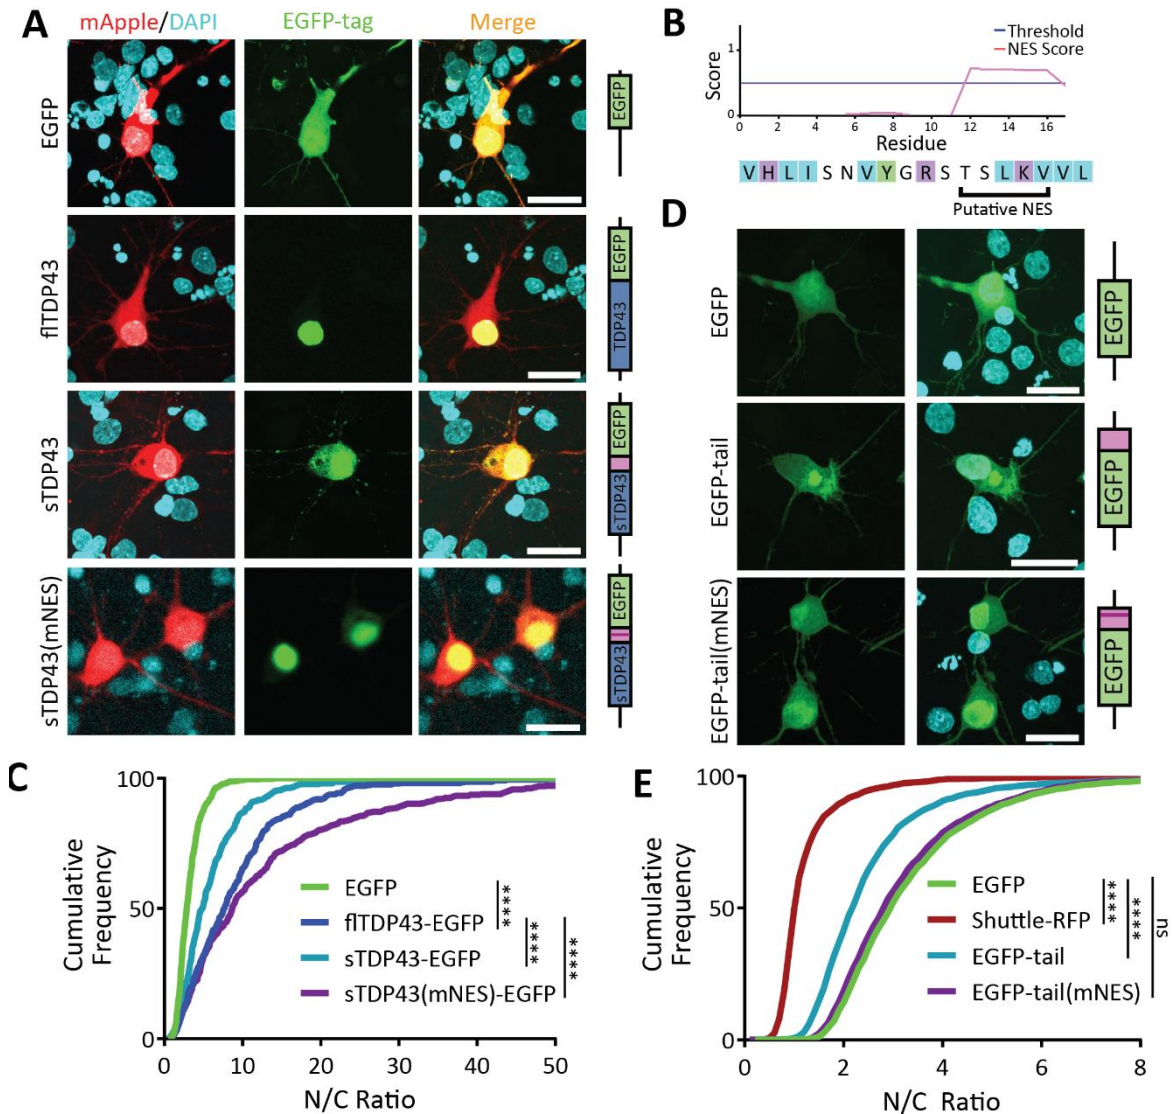 A
mApple/DAPI
EGFP-tag
Merge
EGFP
EGFP
flTDP43
EGFP
TDP43
sTDP43
EGFP
sTDP43
sTDP43(mNES)
EGFP
sTDP43
B
Threshold
NES Score
Score
1
0
0 2 4 6 8 10 12 14 16
Residue
V H L I S N V Y G R S T S L K V V L
Putative NES
D
EGFP
EGFP
EGFP-tail
EGFP
EGFP-tail(mNES)
EGFP
C
Cumulative
Frequency
100
50
0
0 10 20 30 40 50
N/C Ratio
EGFP
flTDP43-EGFP
sTDP43-EGFP
sTDP43(mNES)-EGFP
****
****
****
E
Cumulative
Frequency
100
50
0
0 2 4 6 8
N/C Ratio
EGFP
Shuttle-RFP
EGFP-tail
EGFP-tail(mNES)
****
****
ns